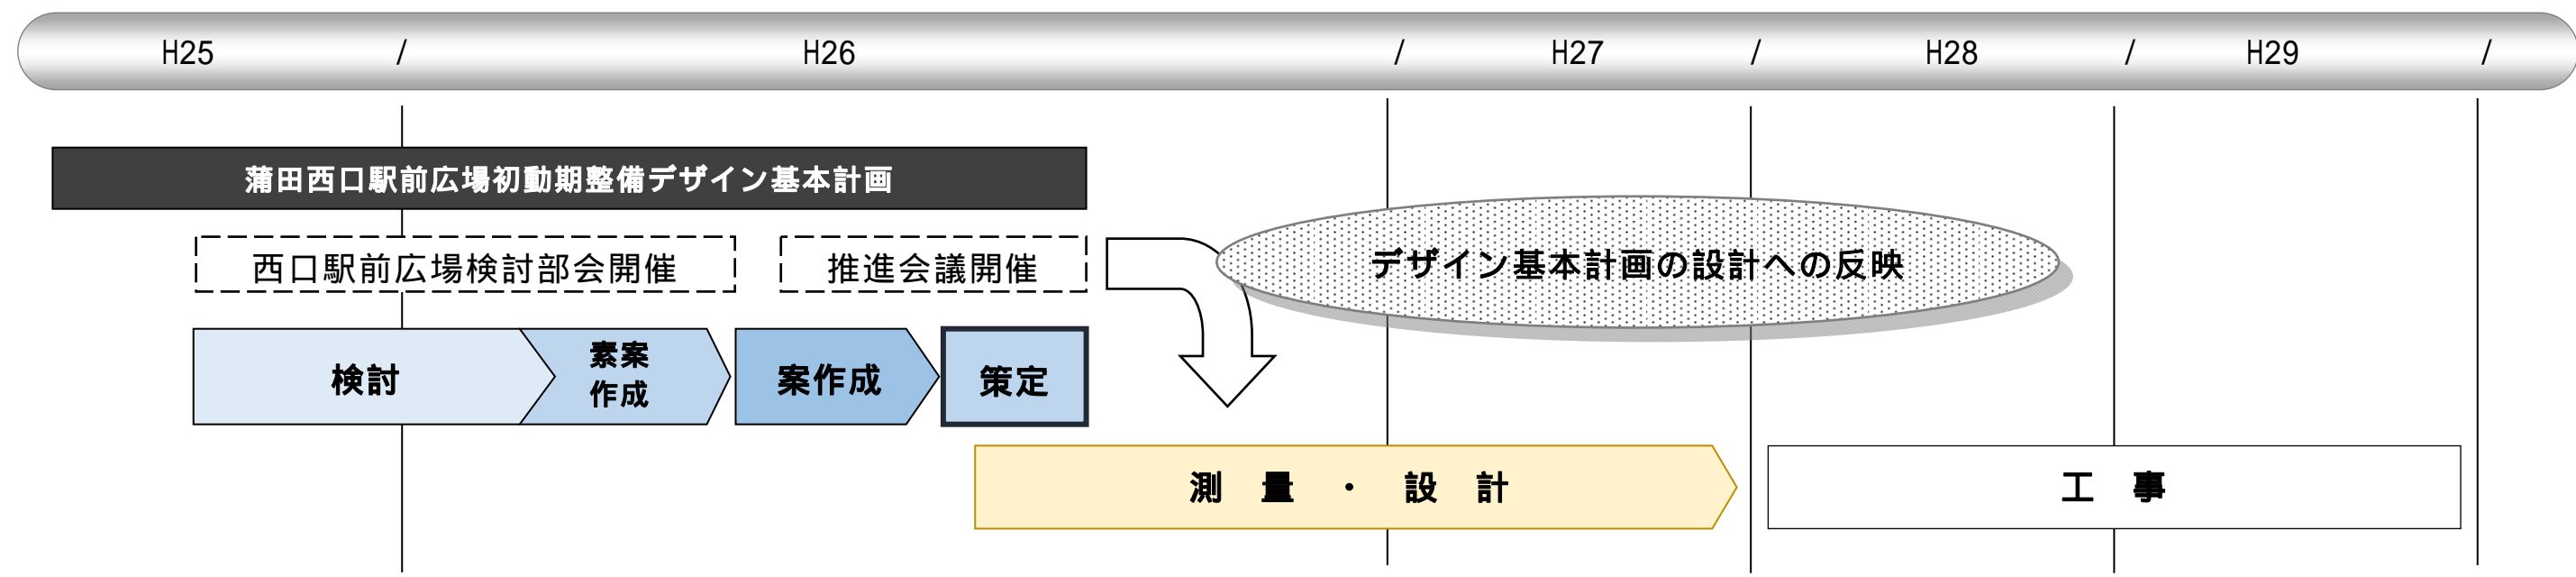 H25 / H26 / H27 / H28 / H29 /
蒲田西口駅前広場初動期整備デザイン基本計画
西口駅前広場検討部会開催
推進会議開催
デザイン基本計画の設計への反映
検討
素案
作成
案作成
策定
測 量 ・ 設 計
工 事